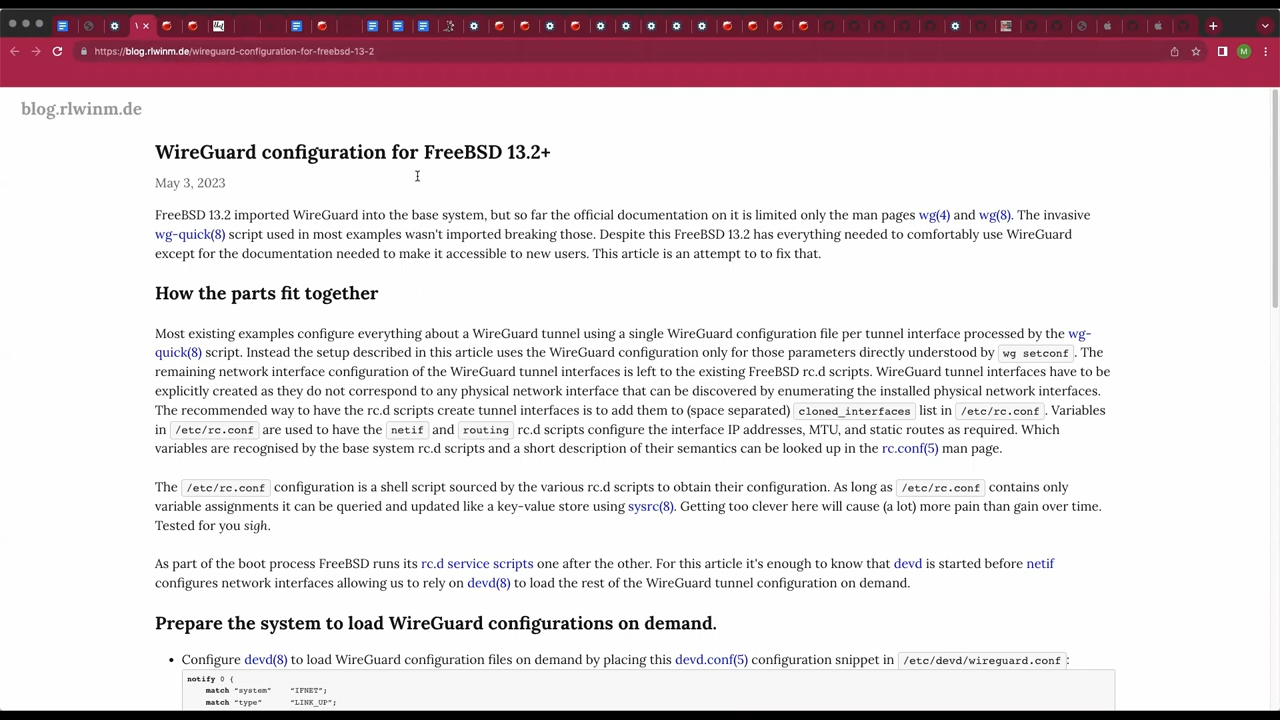 https://blog.rlwinm.de/wireguard-configuration-for-freebsd-13-2
M
blog.rlwinm.de
WireGuard configuration for FreeBSD 13.2+
May 3, 2023
FreeBSD 13.2 imported WireGuard into the base system, but so far the official documentation on it is limited only the man pages wg(4) and wg(8). The invasive
wg-quick(8) script used in most examples wasn't imported breaking those. Despite this FreeBSD 13.2 has everything needed to comfortably use WireGuard
except for the documentation needed to make it accessible to new users. This article is an attempt to to fix that.
How the parts fit together
Most existing examples configure everything about a WireGuard tunnel using a single WireGuard configuration file per tunnel interface processed by the wg-
quick(8) script. Instead the setup described in this article uses the WireGuard configuration only for those parameters directly understood by wg setconf. The
remaining network interface configuration of the WireGuard tunnel interfaces is left to the existing FreeBSD rc.d scripts. WireGuard tunnel interfaces have to be
explicitly created as they do not correspond to any physical network interface that can be discovered by enumerating the installed physical network interfaces.
The recommended way to have the rc.d scripts create tunnel interfaces is to add them to (space separated) cloned_interfaces list in /etc/rc.conf. Variables
in /etc/rc.conf are used to have the netif and routing rc.d scripts configure the interface IP addresses, MTU, and static routes as required. Which
variables are recognised by the base system rc.d scripts and a short description of their semantics can be looked up in the rc.conf(5) man page.
The /etc/rc.conf configuration is a shell script sourced by the various rc.d scripts to obtain their configuration. As long as /etc/rc.conf contains only
variable assignments it can be queried and updated like a key-value store using sysrc(8). Getting too clever here will cause (a lot) more pain than gain over time.
Tested for you sigh.
As part of the boot process FreeBSD runs its rc.d service scripts one after the other. For this article it's enough to know that devd is started before netif
configures network interfaces allowing us to rely on devd(8) to load the rest of the WireGuard tunnel configuration on demand.
Prepare the system to load WireGuard configurations on demand.
• Configure devd(8) to load WireGuard configuration files on demand by placing this devd.conf(5) configuration snippet in /etc/devd/wireguard.conf:
notify 0 {
match "system" "IFNET";
match "type" "LINK_UP";